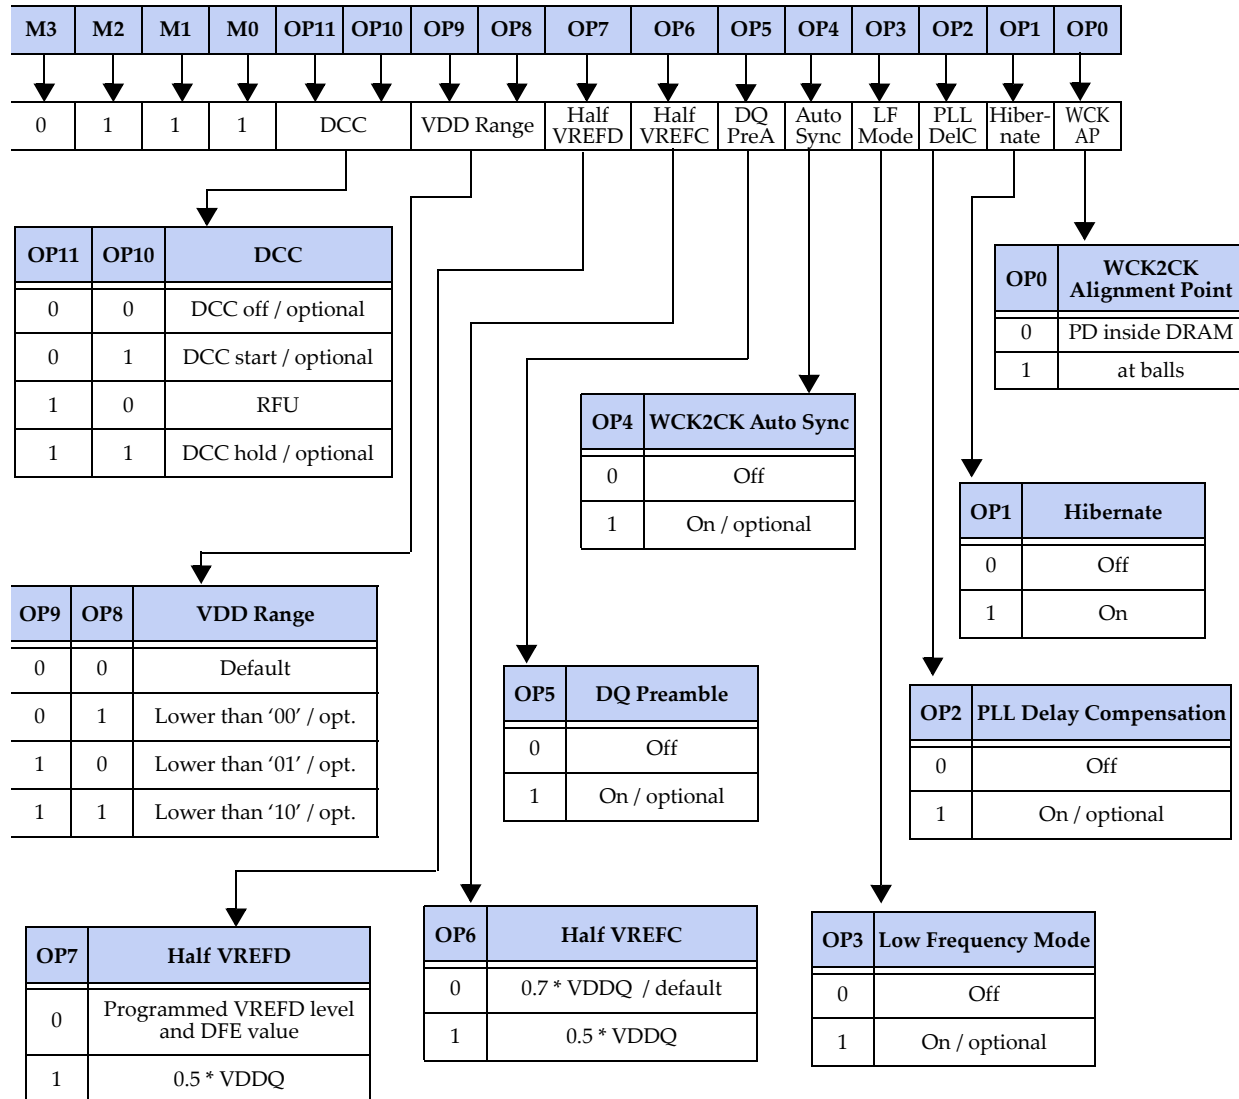 M3 M2 M1 M0 OP11 OP10 OP9 OP8 OP7 OP6 OP5 OP4 OP3 OP2 OP1 OP0
0 1 1 1 DCC VDD Range Half VREFD Half VREFC DQ PreA Auto Sync LF Mode PLL DelC Hiber-nate WCK AP
OP11 OP10 DCC
0 0 DCC off / optional
0 1 DCC start / optional
1 0 RFU
1 1 DCC hold / optional
OP0 WCK2CK
Alignment Point
0 PD inside DRAM
1 at balls
OP4 WCK2CK Auto Sync
0 Off
1 On / optional
OP1 Hibernate
0 Off
1 On
OP9 OP8 VDD Range
0 0 Default
0 1 Lower than ‘00’ / opt.
1 0 Lower than ‘01’ / opt.
1 1 Lower than ‘10’ / opt.
OP5 DQ Preamble
0 Off
1 On / optional
OP2 PLL Delay Compensation
0 Off
1 On / optional
OP7 Half VREFD
0 Programmed VREFD level
and DFE value
1 0.5 * VDDQ
OP6 Half VREFC
0 0.7 * VDDQ / default
1 0.5 * VDDQ
OP3 Low Frequency Mode
0 Off
1 On / optional